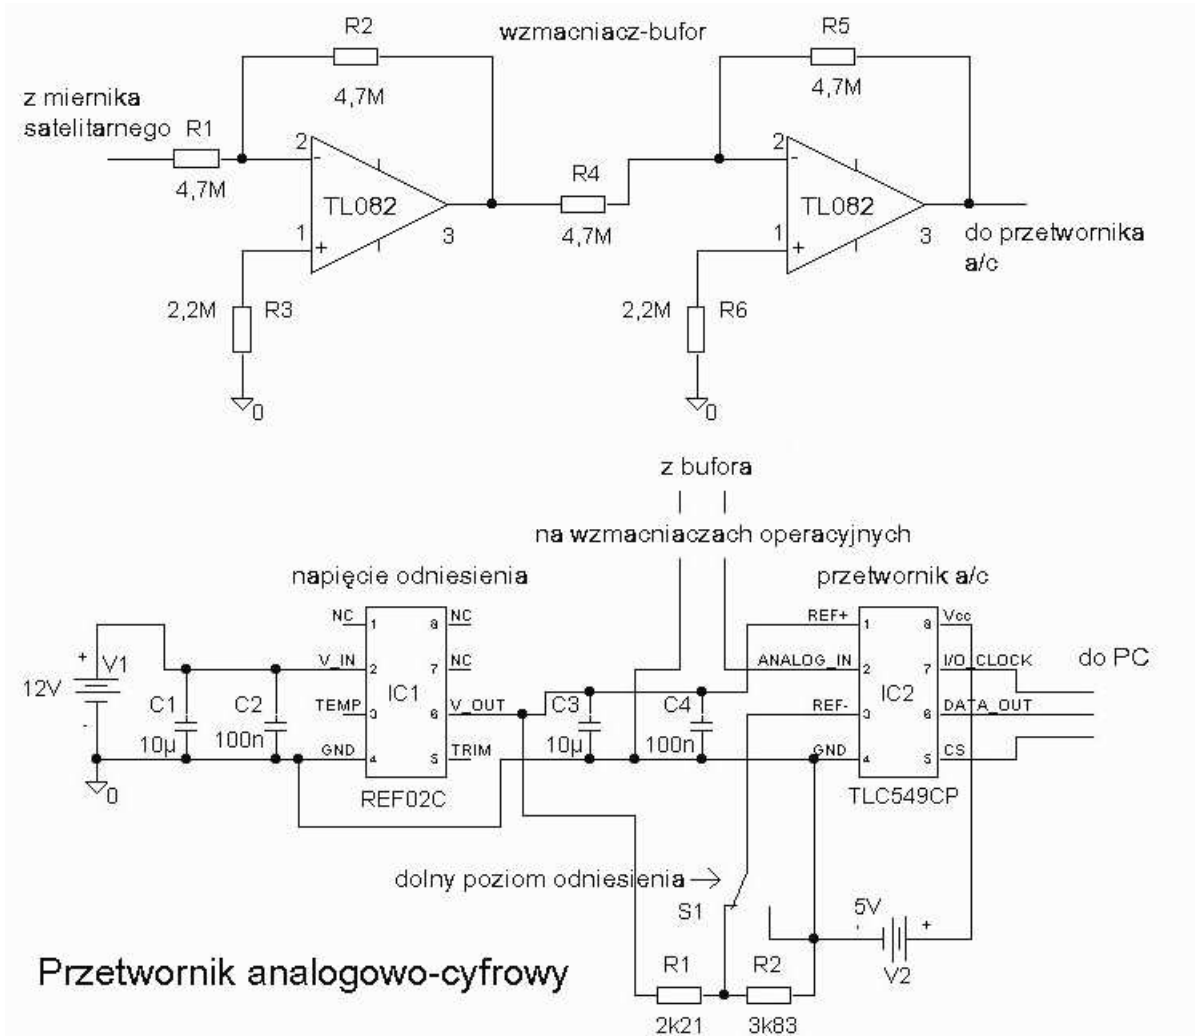 R2
wzmacniacz-bufor
R5
4,7M
4,7M
z miernika
satelitarnego
R1
2
-
2
-
4,7M
TL082
R4
TL082
1
+
3
4,7M
1
+
3
do przetwornika
a/c
2,2M
R3
2,2M
R6
0
0
z bufora
na wzmacniaczach operacyjnych
napięcie odniesienia
przetwornik a/c
NC
1
8
NC
REF+
1
8
Vcc
+
V1
V_IN
2
7
NC
ANALOG_IN
2
7
I/O_CLOCK
do PC
12V
C1
C2
IC1
C3
C4
IC2
TEMP
3
6
V_OUT
REF-
3
6
DATA_OUT
-
10µ
100n
10µ
100n
GND
4
5
TRIM
GND
4
5
CS
0
REF02C
TLC549CP
dolny poziom odniesienia
S1
5V
-
+
V2
Przetwornik analogowo-cyfrowy
R1
R2
2k21
3k83